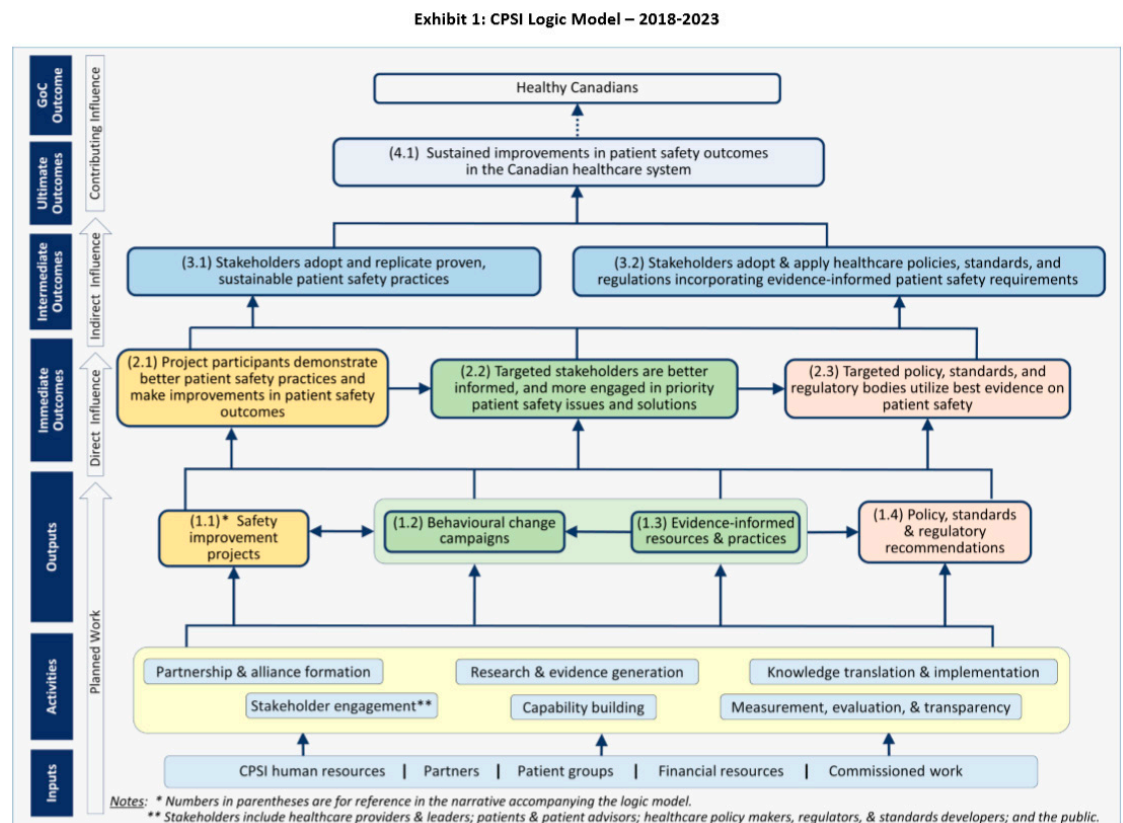 Exhibit 1: CPSI Logic Model – 2018-2023
GoC
Outcome
Contributing Influence
Healthy Canadians
Ultimate
Outcomes
(4.1) Sustained improvements in patient safety outcomes
in the Canadian healthcare system
Intermediate
Outcomes
Indirect Influence
(3.1) Stakeholders adopt and replicate proven,
sustainable patient safety practices
(3.2) Stakeholders adopt & apply healthcare policies, standards, and
regulations incorporating evidence-informed patient safety requirements
Immediate
Outcomes
Direct Influence
(2.1) Project participants demonstrate
better patient safety practices and
make improvements in patient safety
outcomes
(2.2) Targeted stakeholders are better
informed, and more engaged in priority
patient safety issues and solutions
(2.3) Targeted policy, standards, and
regulatory bodies utilize best evidence on
patient safety
Outputs
Planned Work
(1.1)* Safety
improvement
projects
(1.2) Behavioural change
campaigns
(1.3) Evidence-informed
resources & practices
(1.4) Policy, standards
& regulatory
recommendations
Activities
Partnership & alliance formation
Research & evidence generation
Knowledge translation & implementation
Stakeholder engagement**
Capability building
Measurement, evaluation, & transparency
Inputs
CPSI human resources | Partners | Patient groups | Financial resources | Commissioned work
Notes: * Numbers in parentheses are for reference in the narrative accompanying the logic model.
** Stakeholders include healthcare providers & leaders; patients & patient advisors; healthcare policy makers, regulators, & standards developers; and the public.